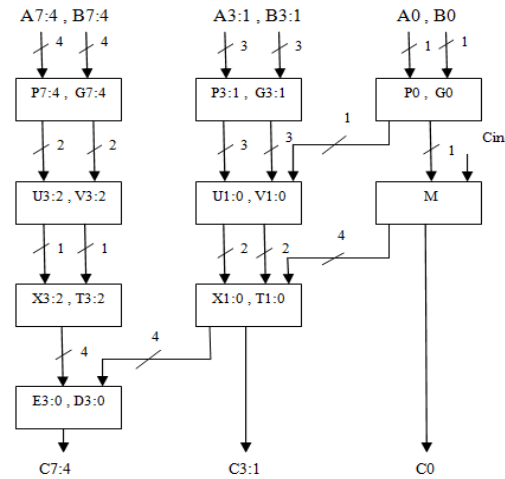 A7:4 , B7:4 A3:1 , B3:1 A0 , B0
4 4 3 3 1 1
P7:4 , G7:4 P3:1 , G3:1 P0 , G0
1
2 2 3 3 1 Cin
U3:2 , V3:2 U1:0 , V1:0 M
4
1 1 2 2
X3:2 , T3:2 X1:0 , T1:0
4 4
E3:0 , D3:0
C7:4 C3:1 C0